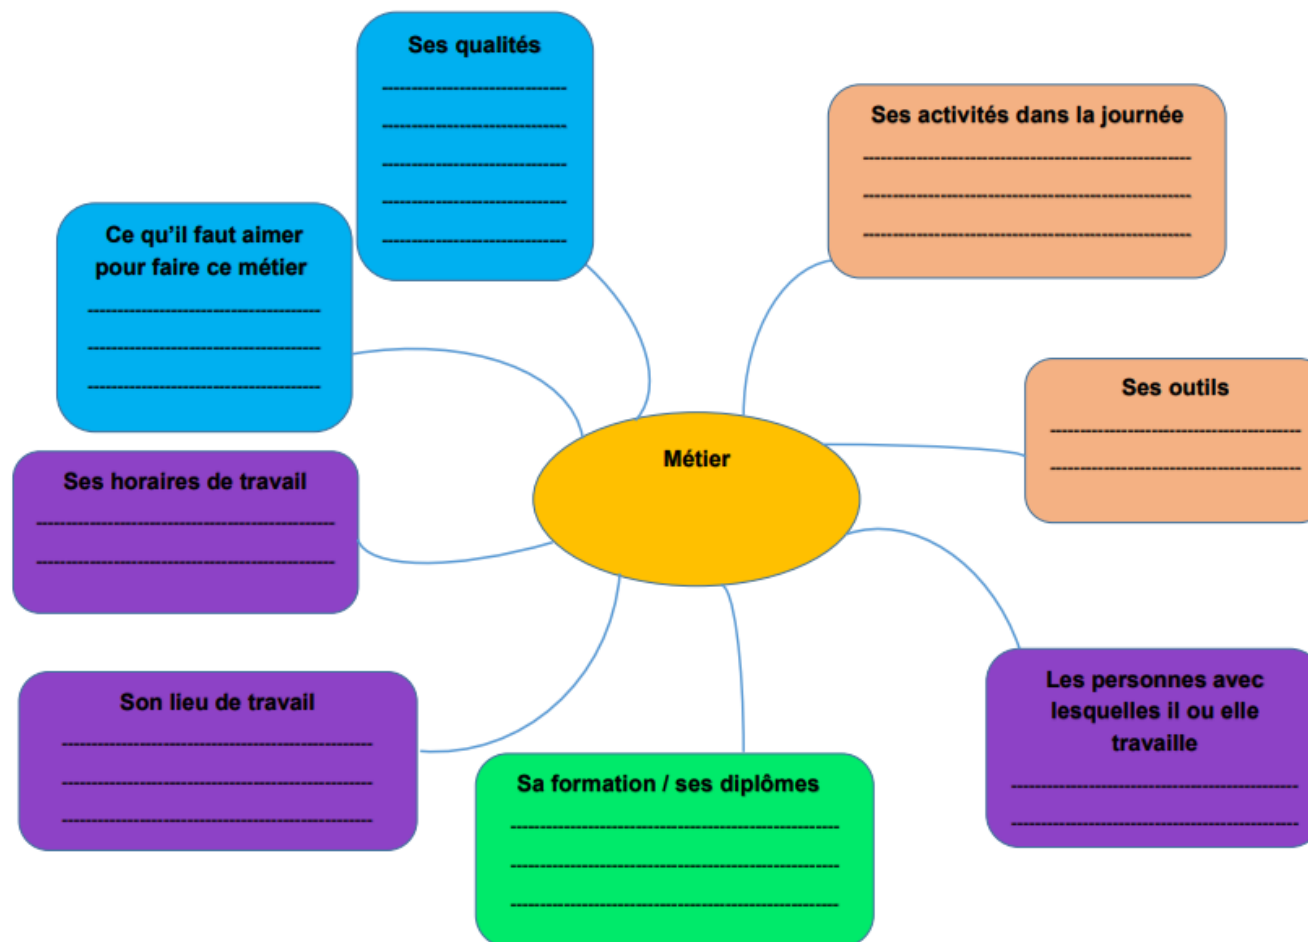 Ses qualités
Ses activités dans la journée
Ce qu'il faut aimer
pour faire ce métier
Ses outils
Métier
Ses horaires de travail
Les personnes avec
lesquelles il ou elle
travaille
Son lieu de travail
Sa formation / ses diplômes